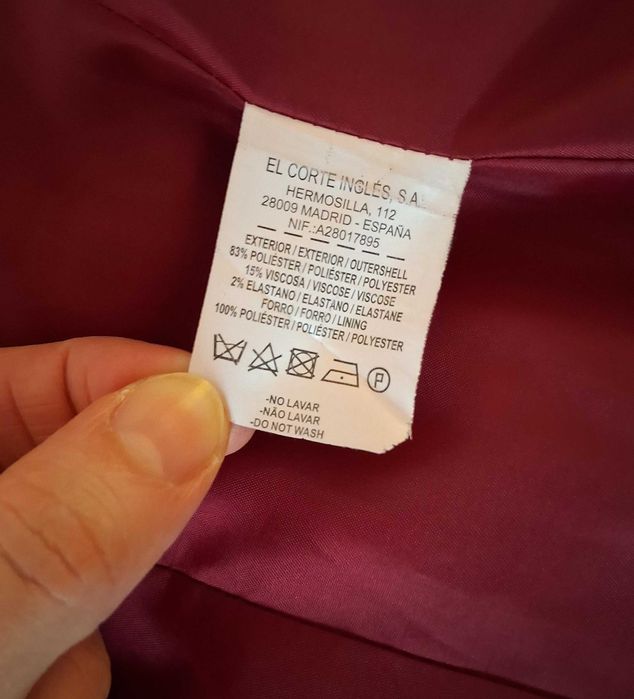 EL CORTE INGLÉS, S.A.
HERMOSILLA, 112
28009 MADRID - ESPAÑA
NIF.:A28017895
EXTERIOR / EXTERIOR / OUTERSHELL
83% POLIÉSTER / POLIÉSTER / POLYESTER
15% VISCOSA / VISCOSE / VISCOSE
2% ELASTANO / ELASTANO / ELASTANE
FORRO / FORRO / LINING
100% POLIÉSTER / POLIÉSTER / POLYESTER
P
-NO LAVAR
-NÃO LAVAR
-DO NOT WASH